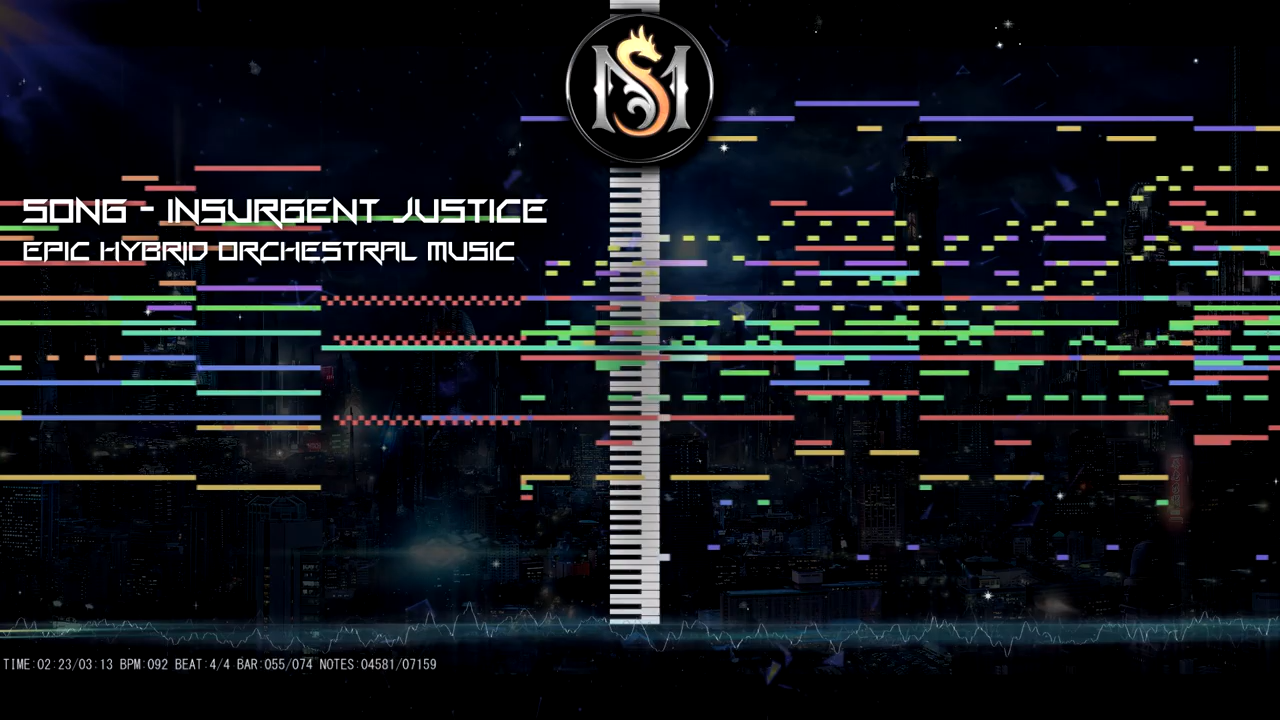 MSM
SONG - INSURGENT JUSTICE
EPIC HYBRID ORCHESTRAL MUSIC
TIME:02:23/03:13 BPM:092 BEAT:4/4 BAR:055/074 NOTES:04581/07159